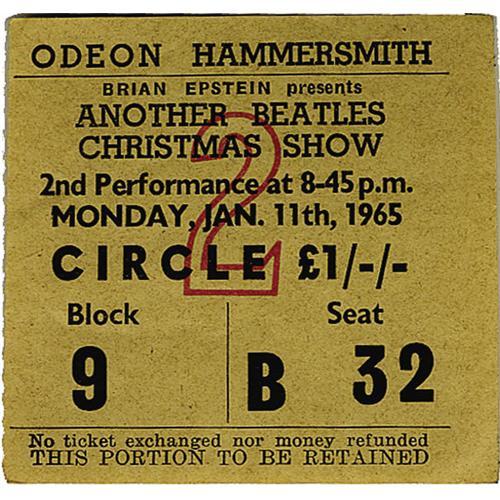 ODEON HAMMERSMITH
BRIAN EPSTEIN presents
ANOTHER BEATLES
CHRISTMAS SHOW
2nd Performance at 8-45 p.m.
MONDAY, JAN. 11th, 1965
2
CIRCLE £1/-/-
Block Seat
9 B 32
No ticket exchanged nor money refunded
THIS PORTION TO BE RETAINED